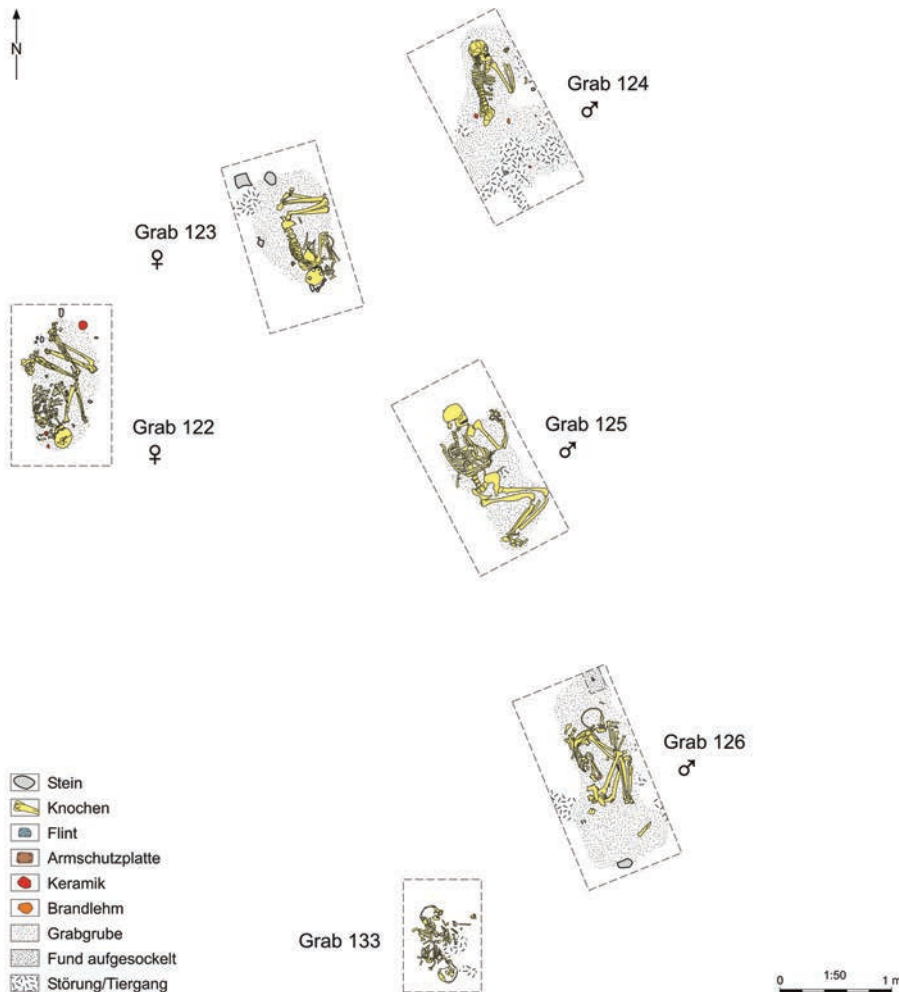 N
Grab 124
♂
Grab 123
♀
Grab 122
♀
Grab 125
♂
Grab 126
♂
Grab 133
Stein
Knochen
Flint
Armschutzplatte
Keramik
Brandlehm
Grabgrube
Fund aufgesockelt
Störung/Tiergang
0 1:50 1 m